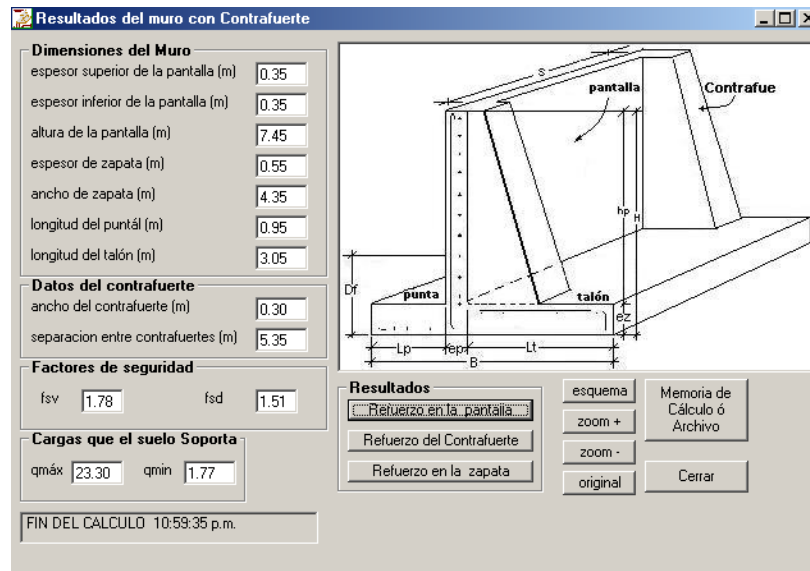 Resultados del muro con Contrafuerte
Dimensiones del Muro
espesor superior de la pantalla (m) 0.35
espesor inferior de la pantalla (m) 0.35
altura de la pantalla (m) 7.45
espesor de zapata (m) 0.55
ancho de zapata (m) 4.35
longitud del puntál (m) 0.95
longitud del talón (m) 3.05
Datos del contrafuerte
ancho del contrafuerte (m) 0.30
separacion entre contrafuertes (m) 5.35
Factores de seguridad
fsv 1.78 fsd 1.51
Cargas que el suelo Soporta
qmáx 23.30 qmin 1.77
FIN DEL CALCULO 10:59:35 p.m.
s
pantalla
Contrafue
hp
H
Df
punta
talón
ez
Lp
ep
Lt
B
Resultados
Refuerzo en la pantalla
Refuerzo del Contrafuerte
Refuerzo en la zapata
esquema
zoom +
zoom -
original
Memoria de
Cálculo ó
Archivo
Cerrar